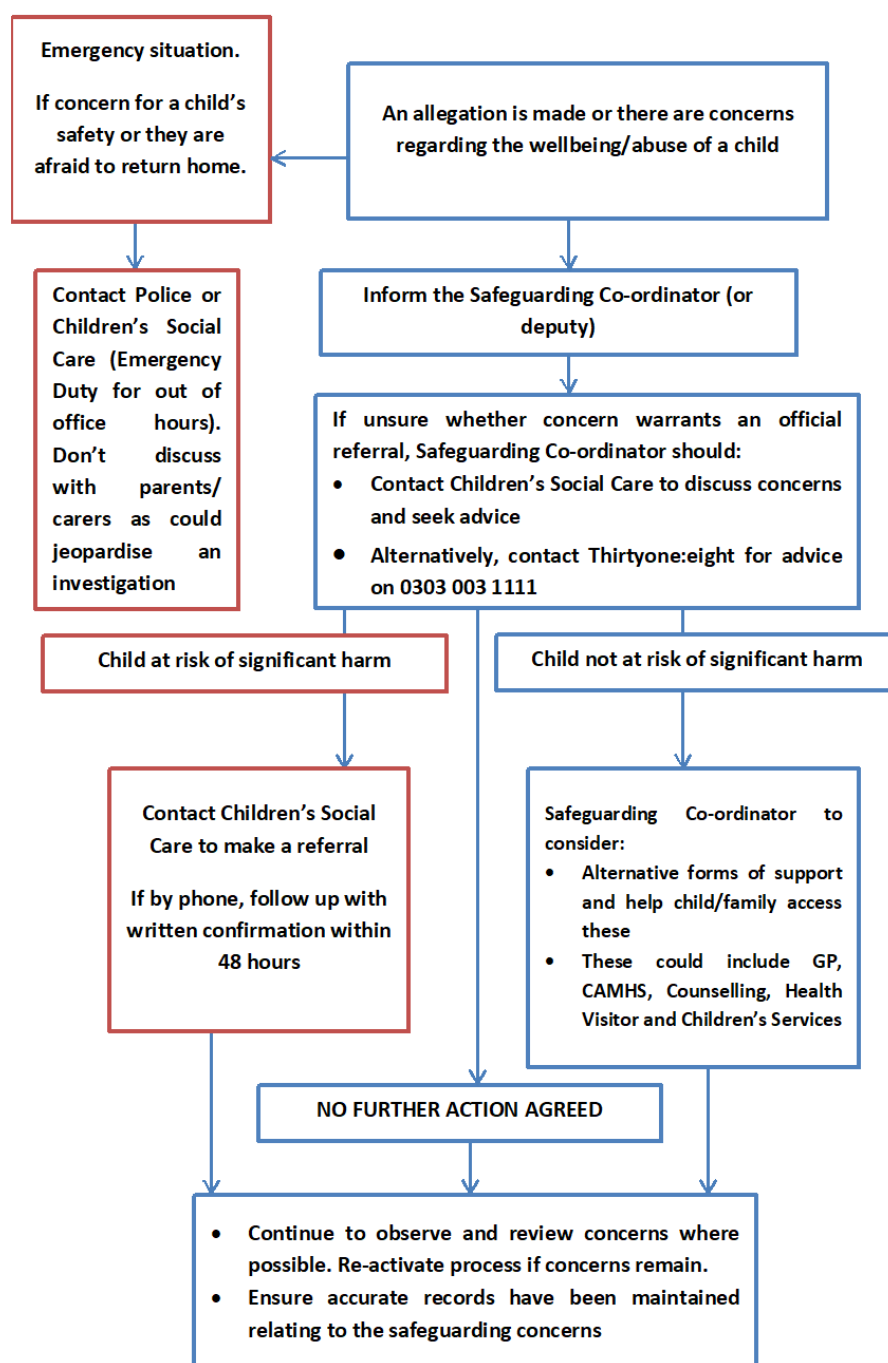 Emergency situation.
If concern for a child's
safety or they are
afraid to return home.
An allegation is made or there are concerns
regarding the wellbeing/abuse of a child
Contact Police or
Children's Social
Care (Emergency
Duty for out of
office hours).
Don't discuss
with parents/
carers as could
jeopardise an
investigation
Inform the Safeguarding Co-ordinator (or
deputy)
If unsure whether concern warrants an official
referral, Safeguarding Co-ordinator should:
• Contact Children's Social Care to discuss concerns
and seek advice
• Alternatively, contact Thirtyone:eight for advice
on 0303 003 1111
Child at risk of significant harm
Child not at risk of significant harm
Contact Children's Social
Care to make a referral
If by phone, follow up with
written confirmation within
48 hours
Safeguarding Co-ordinator to
consider:
• Alternative forms of support
and help child/family access
these
• These could include GP,
CAMHS, Counselling, Health
Visitor and Children's Services
NO FURTHER ACTION AGREED
• Continue to observe and review concerns where
possible. Re-activate process if concerns remain.
• Ensure accurate records have been maintained
relating to the safeguarding concerns